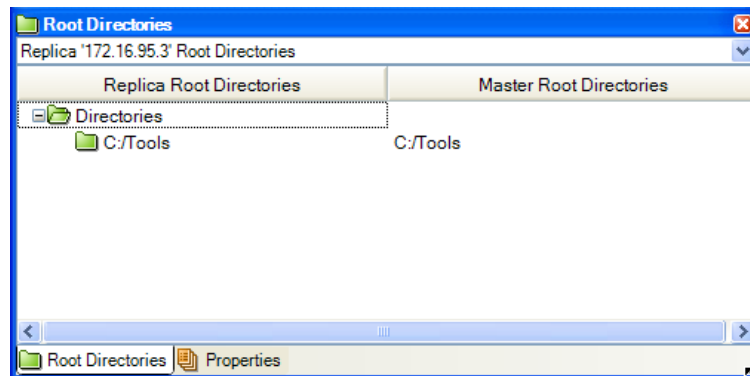 Root Directories
Replica '172.16.95.3' Root Directories
Replica Root Directories Master Root Directories
Directories
C:/Tools C:/Tools
Root Directories Properties